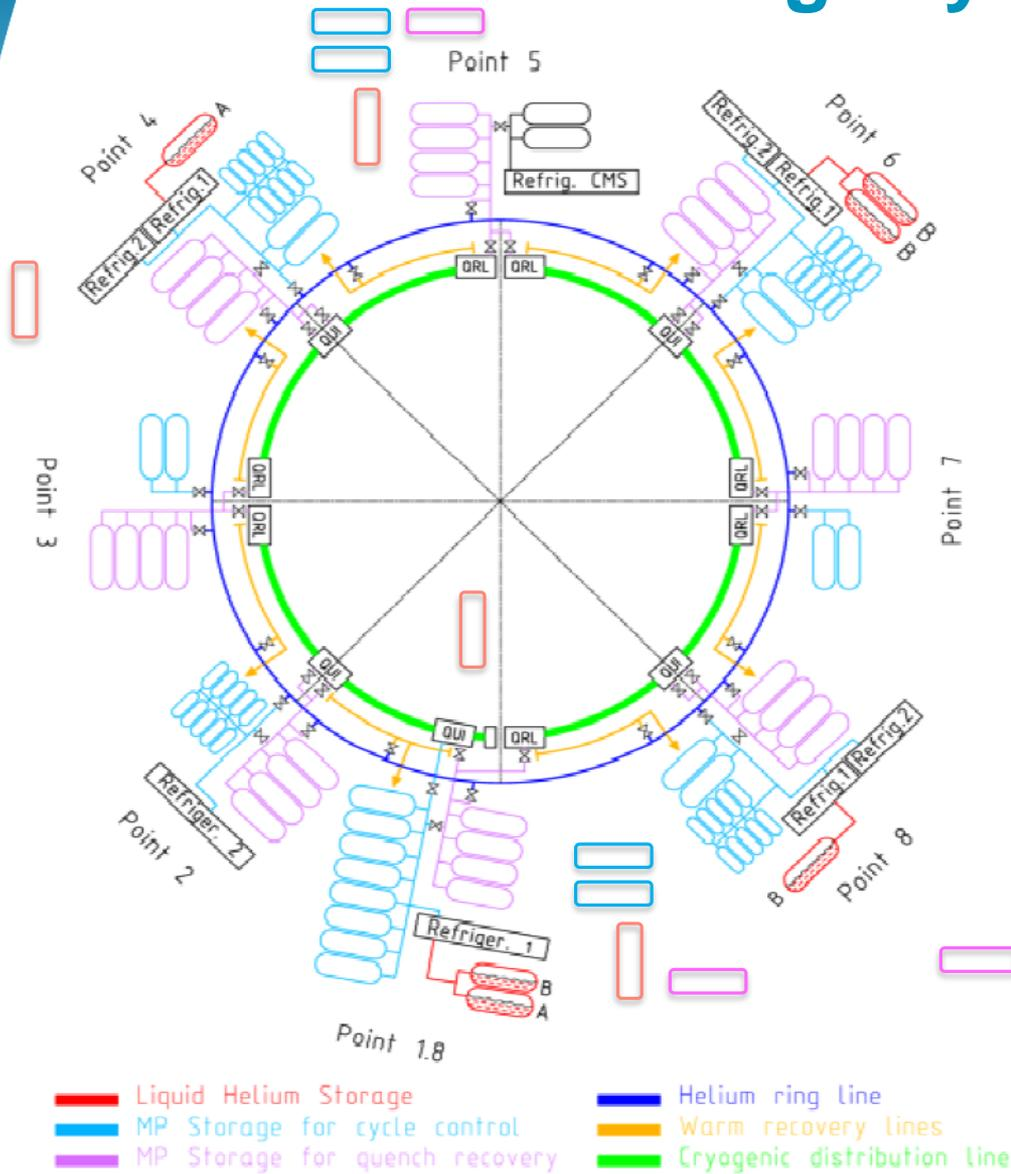 Point 5
Point 4
A
Refrig.2
Refrig.1
Refrig. CMS
Refrig.2
Refrig.1
Point 6
B
B
QRL
QRL
QUI
QUI
Point 3
QRL
QRL
QRL
QRL
Point 7
QUI
QUI
QUI
QRL
Refriger. 2
Point 2
Refrig.1
Refrig.2
Point 8
B
Refriger. 1
B
A
Point 1.8
Liquid Helium Storage
MP Storage for cycle control
MP Storage for quench recovery
Helium ring line
Warm recovery lines
Cryogenic distribution line